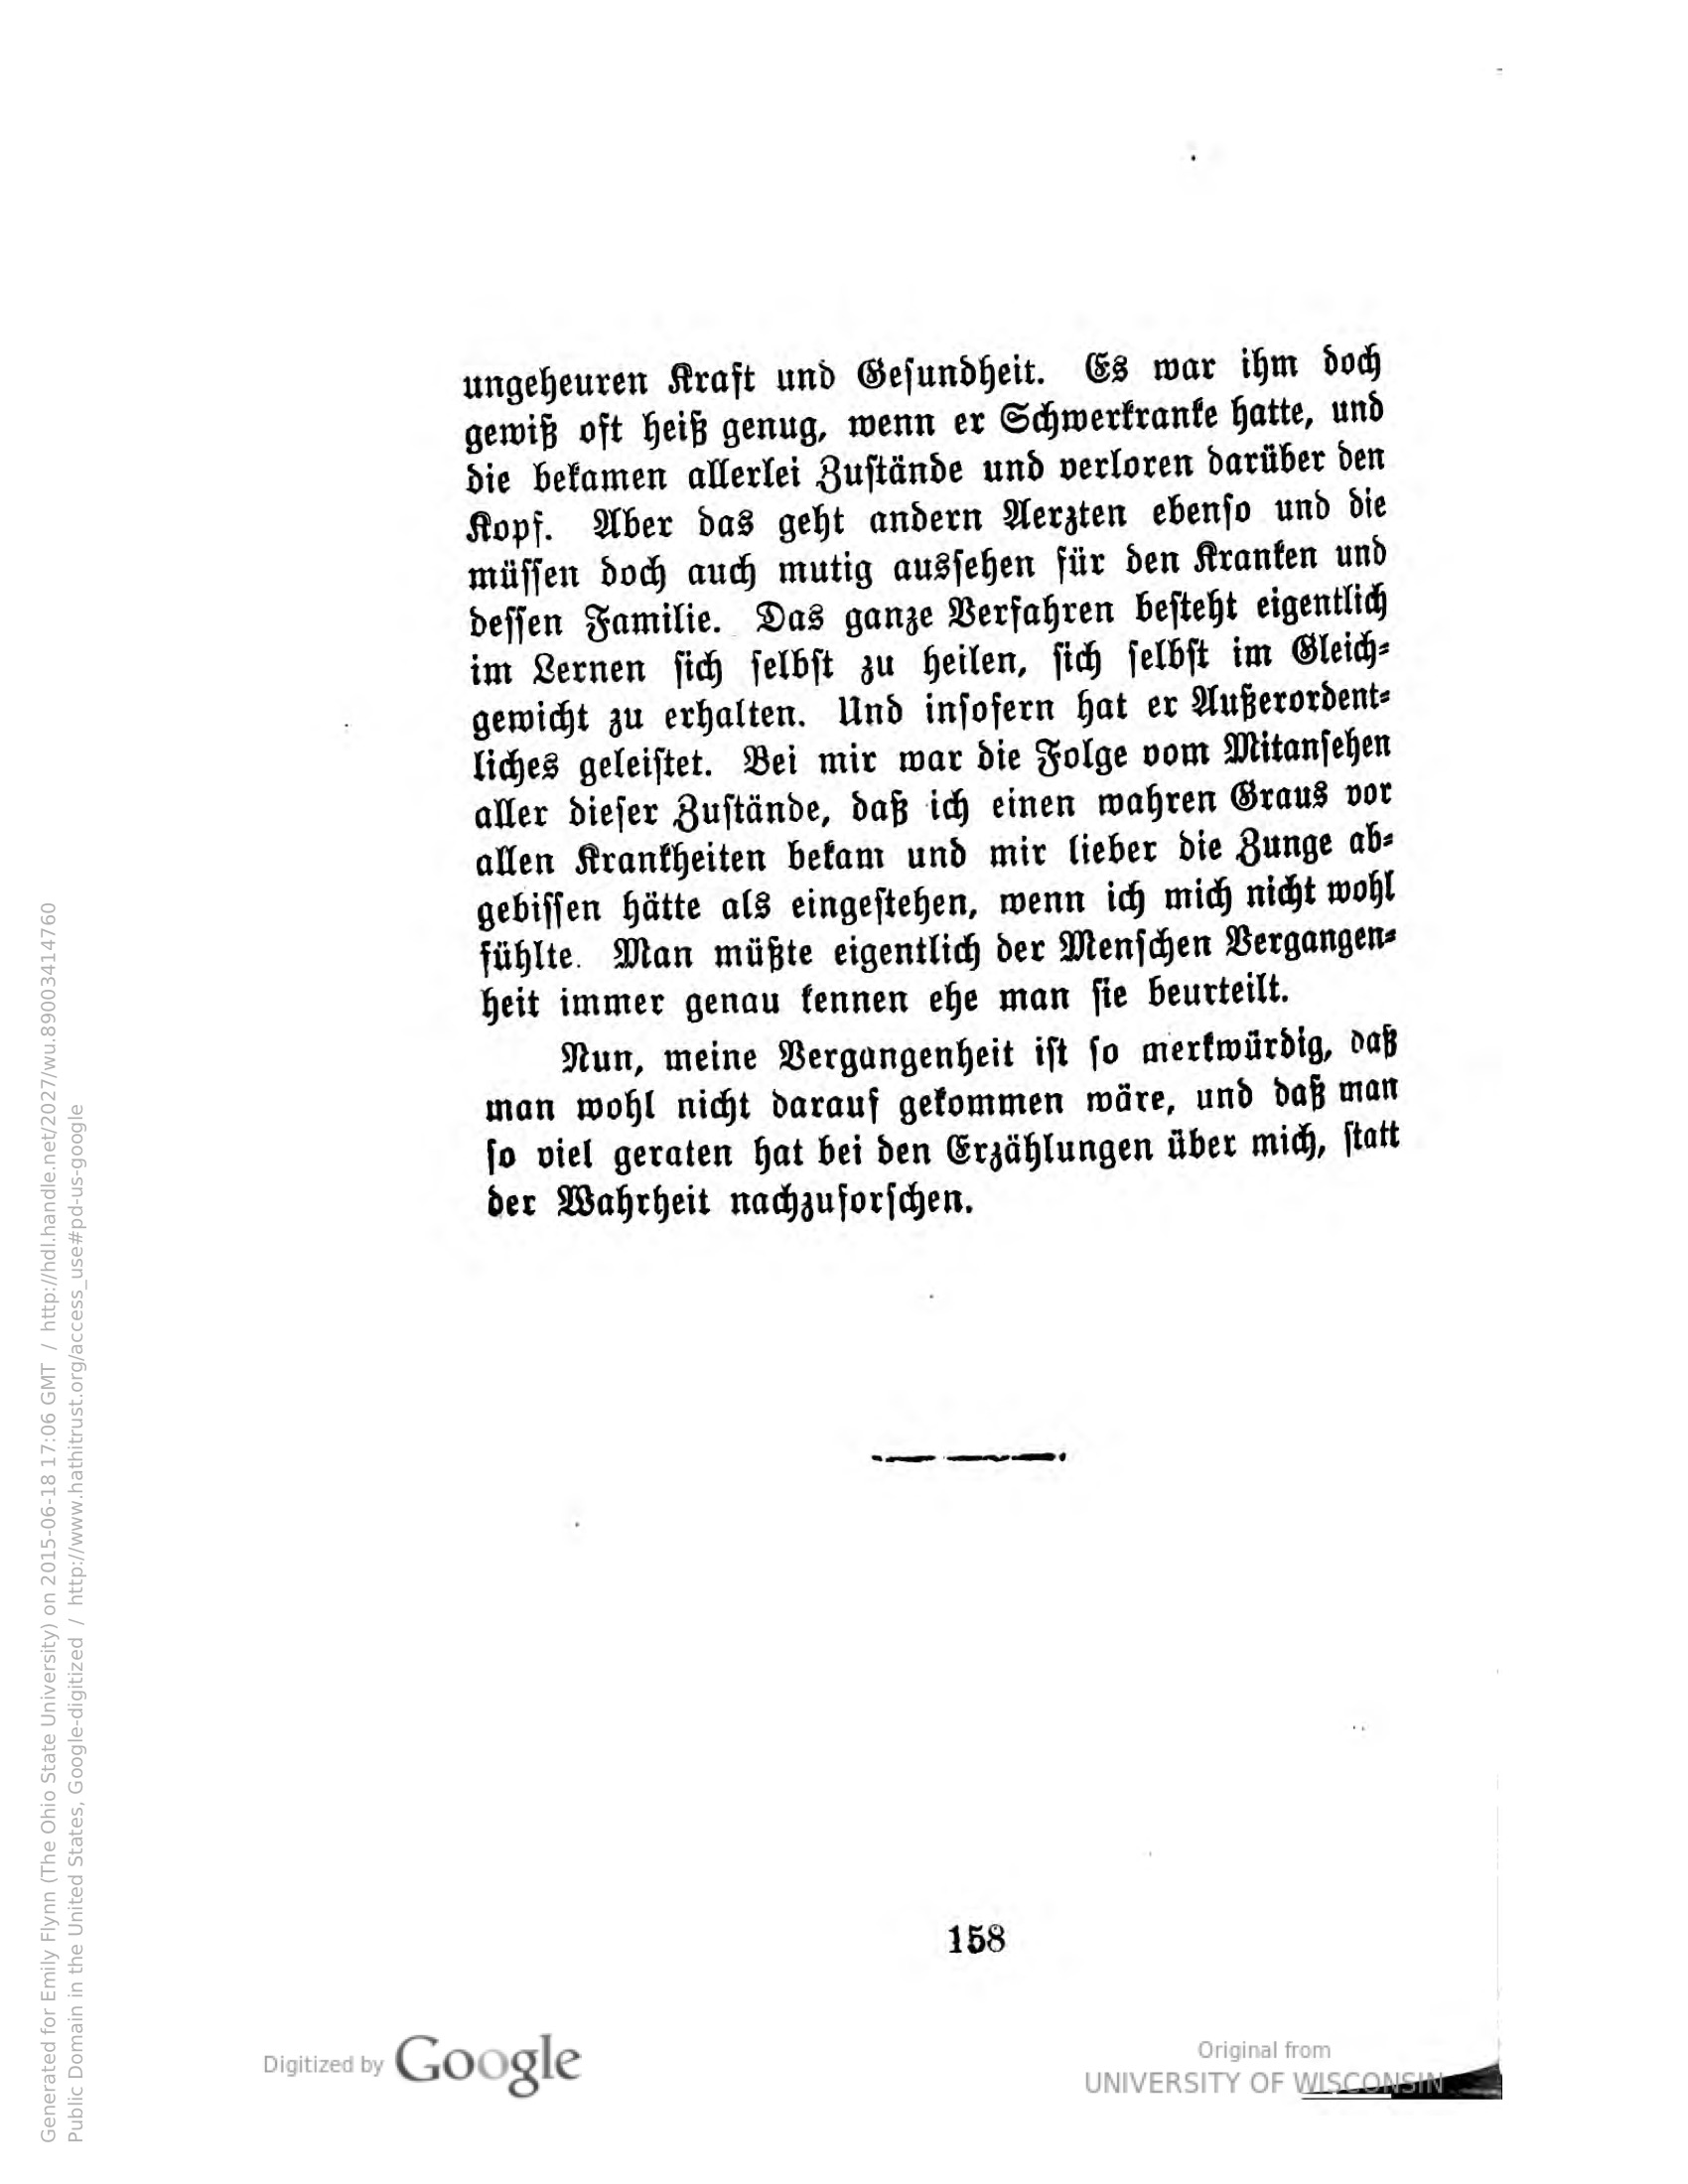 ungeheuren Kraft und Gesundheit. Es war ihm doch
gewiß oft heiß genug, wenn er Schwerkranke hatte, und
die bekamen allerlei Zustände und verloren darüber den
Kopf. Aber das geht andern Aerzten ebenso und die
müssen doch auch mutig aussehen für den Kranken und
dessen Familie. Das ganze Verfahren besteht eigentlich
im Lernen sich selbst zu heilen, sich selbst im Gleich-
gewicht zu erhalten. Und insofern hat er Außerordent-
liches geleistet. Bei mir war die Folge vom Mitansehen
aller dieser Zustände, daß ich einen wahren Graus vor
allen Krankheiten bekam und mir lieber die Zunge ab-
gebissen hätte als eingestehen, wenn ich mich nicht wohl
fühlte. Man müßte eigentlich der Menschen Vergangen-
heit immer genau kennen ehe man sie beurteilt.
Nun, meine Vergangenheit ist so merkwürdig, daß
man wohl nicht darauf gekommen wäre, und daß man
so viel geraten hat bei den Erzählungen über mich, statt
der Wahrheit nachzuforschen.
158
Digitized by Google
Original from
UNIVERSITY OF WISCONSIN
Generated for Emily Flynn (The Ohio State University) on 2015-06-18 17:06 GMT / http://hdl.handle.net/2027/wu.89003414760
Public Domain in the United States, Google-digitized / http://www.hathitrust.org/access_use#pd-us-google